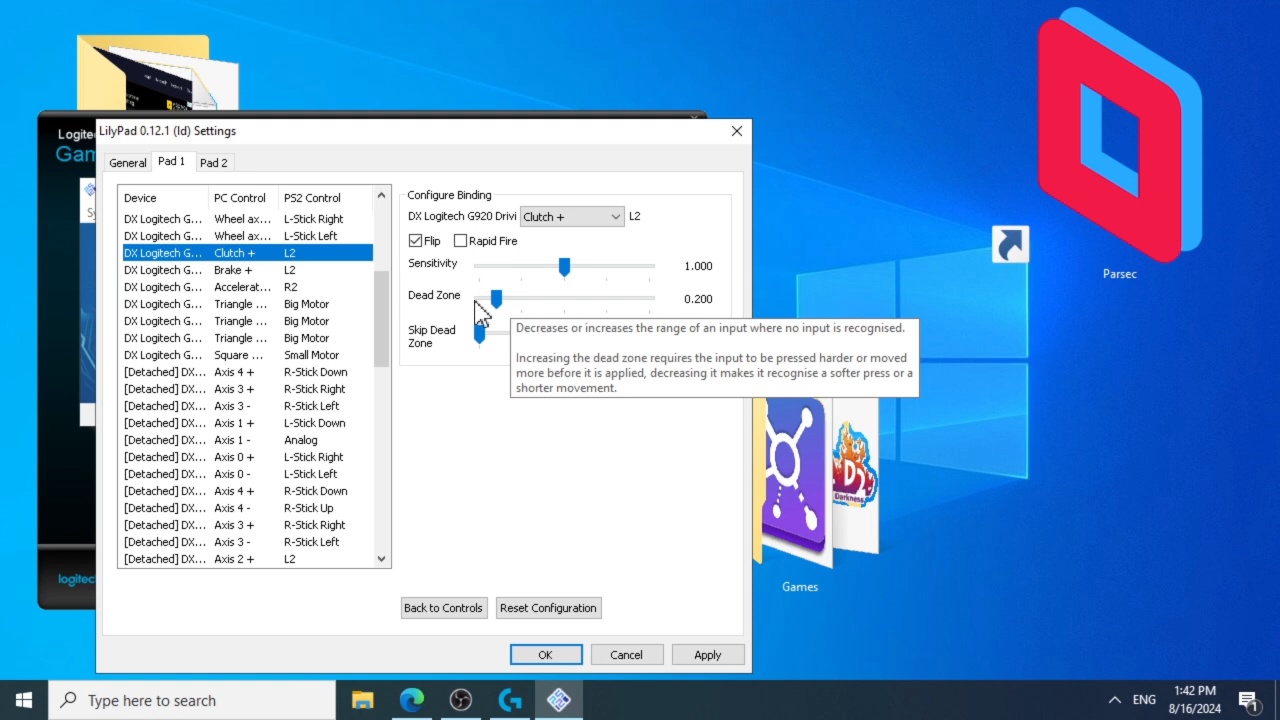 Logite
Gam
LilyPad 0.12.1 (ld) Settings
General Pad 1 Pad 2
Device PC Control PS2 Control
DX Logitech G... Wheel ax... L-Stick Right
DX Logitech G... Wheel ax... L-Stick Left
DX Logitech G... Clutch + L2
DX Logitech G... Brake + L2
DX Logitech G... Accelerat... R2
DX Logitech G... Triangle ... Big Motor
DX Logitech G... Triangle ... Big Motor
DX Logitech G... Triangle ... Big Motor
DX Logitech G... Square ... Small Motor
[Detached] DX... Axis 4 + R-Stick Down
[Detached] DX... Axis 3 + R-Stick Right
[Detached] DX... Axis 3 - R-Stick Left
[Detached] DX... Axis 1 + L-Stick Down
[Detached] DX... Axis 1 - Analog
[Detached] DX... Axis 0 + L-Stick Right
[Detached] DX... Axis 0 - L-Stick Left
[Detached] DX... Axis 4 + R-Stick Down
[Detached] DX... Axis 4 - R-Stick Up
[Detached] DX... Axis 3 + R-Stick Right
[Detached] DX... Axis 3 - R-Stick Left
[Detached] DX... Axis 2 + L2
Configure Binding
DX Logitech G920 Drivi Clutch + L2
Flip Rapid Fire
Sensitivity 1.000
Dead Zone 0.200
Skip Dead
Zone
Decreases or increases the range of an input where no input is recognised.
Increasing the dead zone requires the input to be pressed harder or moved
more before it is applied, decreasing it makes it recognise a softer press or a
shorter movement.
Back to Controls Reset Configuration
OK Cancel Apply
logitec
Parsec
D2
Darkness
Games
Type here to search
ENG
1:42 PM
8/16/2024
1